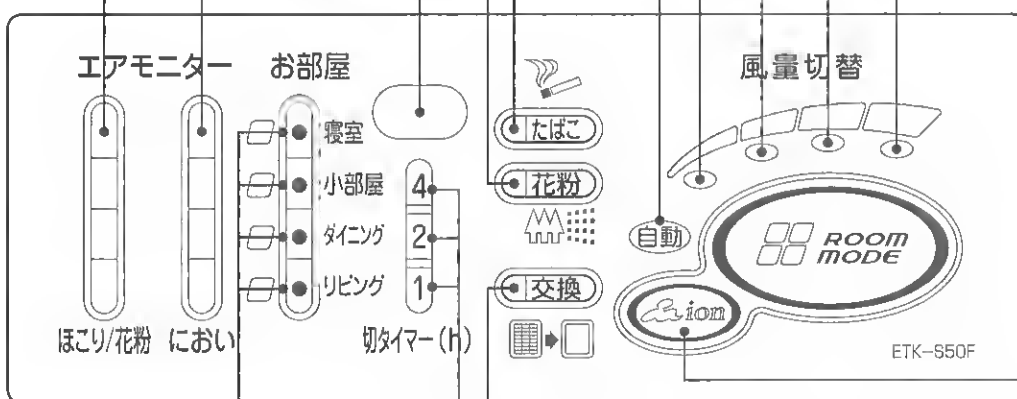 エアモニター
お部屋
風量切替
寝室
小部屋
ダイニング
リビング
4
2
1
たばこ
花粉
自動
交換
ROOM
MODE
ion
ほこり/花粉
におい
切タイマー(h)
ETK-S50F